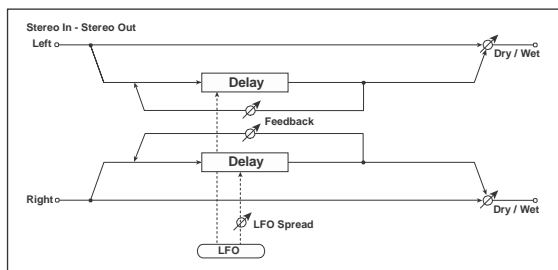 Stereo In - Stereo Out
Left
Dry / Wet
Delay
Feedback
Delay
Right
Dry / Wet
LFO Spread
LFO